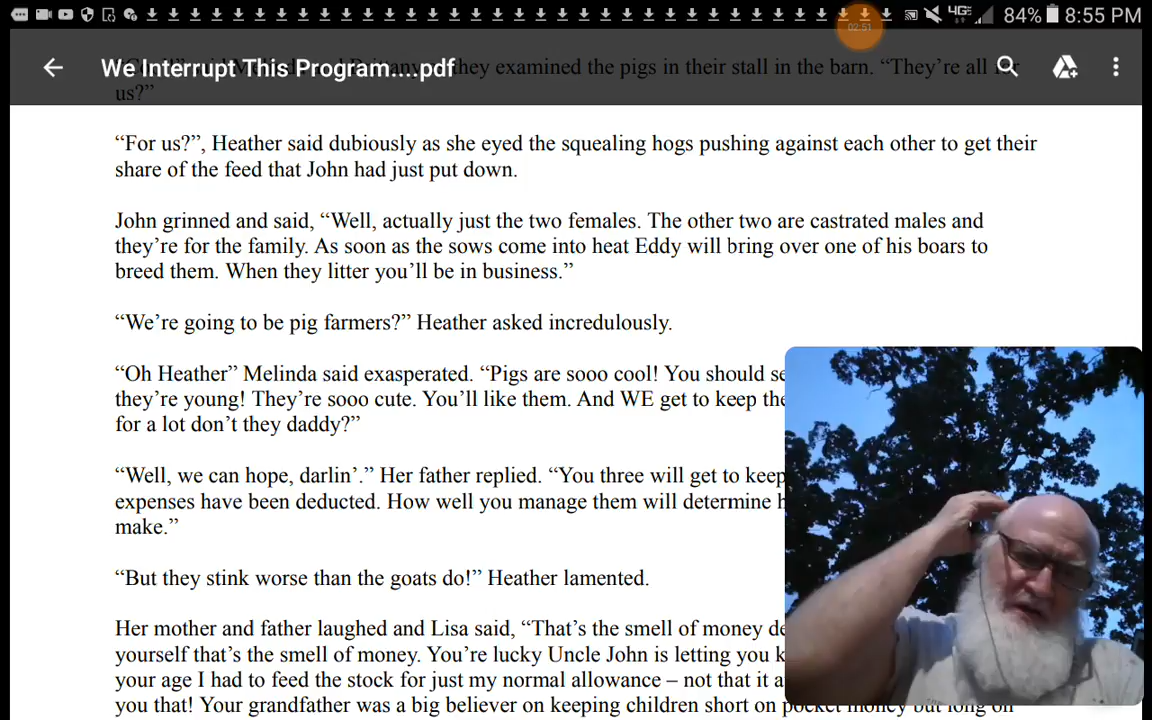 84% 8:55 PM
02:51
We Interrupt This Program....pdf
they examined the pigs in their stall in the barn. “They’re all for
us?”
“For us?”, Heather said dubiously as she eyed the squealing hogs pushing against each other to get their
share of the feed that John had just put down.
John grinned and said, “Well, actually just the two females. The other two are castrated males and
they’re for the family. As soon as the sows come into heat Eddy will bring over one of his boars to
breed them. When they litter you’ll be in business.”
“We’re going to be pig farmers?” Heather asked incredulously.
“Oh Heather” Melinda said exasperated. “Pigs are sooo cool! You should
they’re young! They’re sooo cute. You’ll like them. And WE get to keep
for a lot don’t they daddy?”
“Well, we can hope, darlin’.” Her father replied. “You three will get to keep
expenses have been deducted. How well you manage them will determine
make.”
“But they stink worse than the goats do!” Heather lamented.
Her mother and father laughed and Lisa said, “That’s the smell of money
yourself that’s the smell of money. You’re lucky Uncle John is letting you
your age I had to feed the stock for just my normal allowance – not that it
you that! Your grandfather was a big believer on keeping children short on pocket money but long on